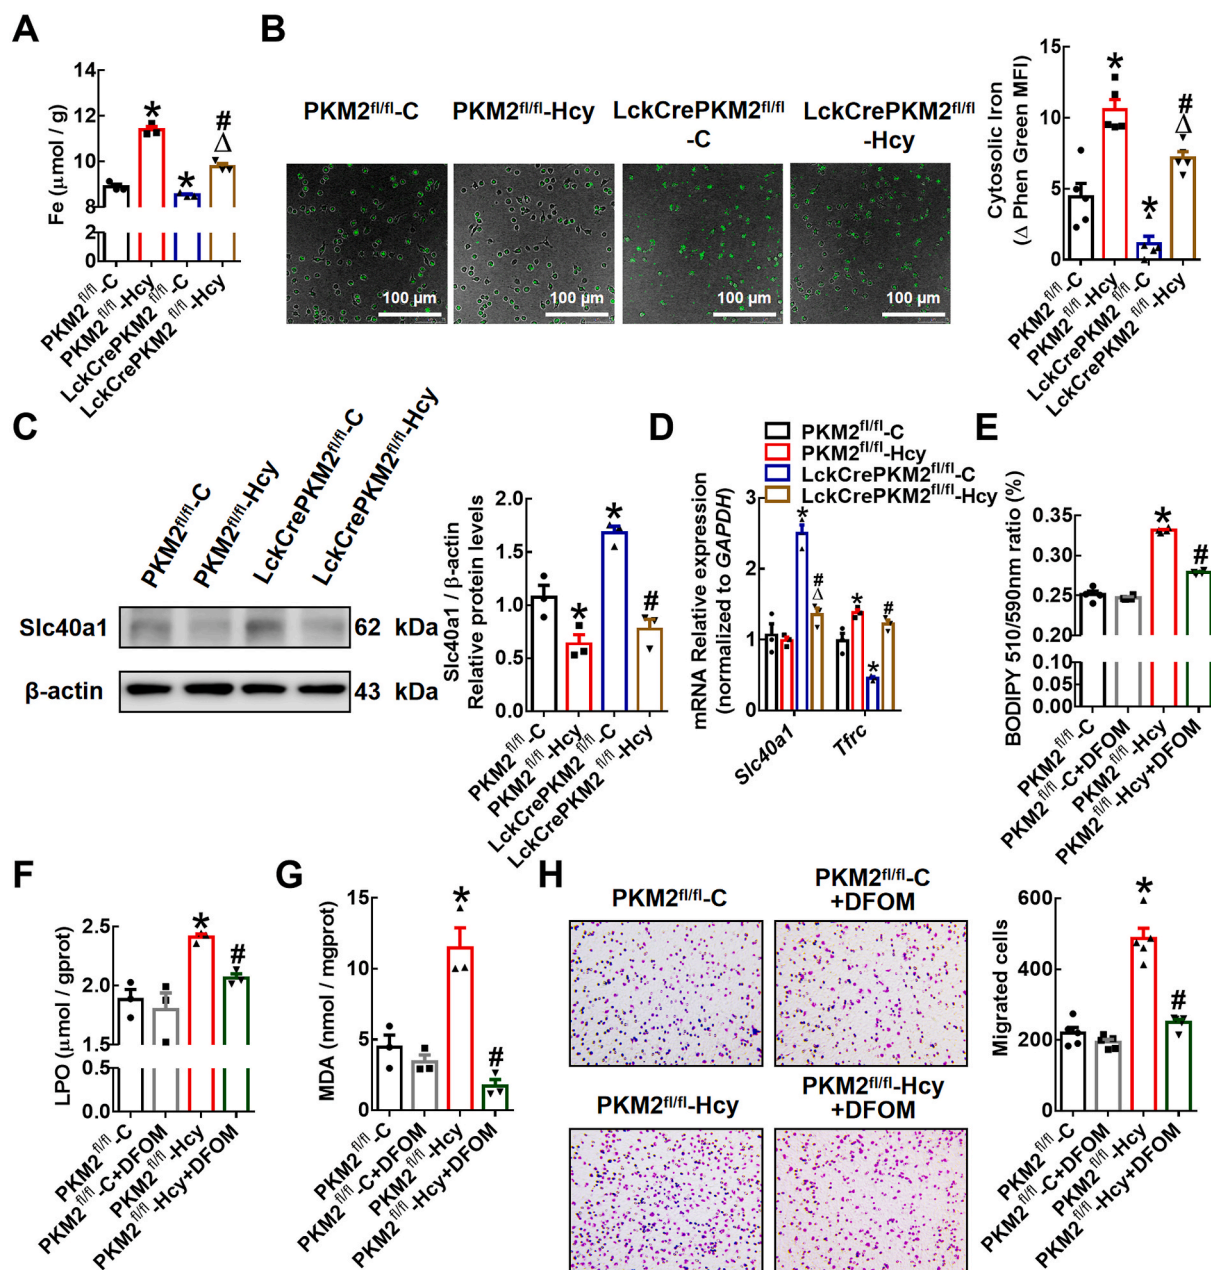 A
Fe (μmol / g)
14
12
10
8
2
0
*
*
#
Δ
PKM2fl/fl-C
PKM2fl/fl-Hcy
LckCrePKM2fl/fl-C
LckCrePKM2fl/fl-Hcy
B
PKM2fl/fl-C
PKM2fl/fl-Hcy
LckCrePKM2fl/fl
-C
LckCrePKM2fl/fl
-Hcy
100 μm
100 μm
100 μm
100 μm
Cytosolic Iron
(Δ Phen Green MFI)
15
10
5
0
*
*
#
Δ
PKM2fl/fl-C
PKM2fl/fl-Hcy
LckCrePKM2fl/fl-C
LckCrePKM2fl/fl-Hcy
C
PKM2fl/fl-C
PKM2fl/fl-Hcy
LckCrePKM2fl/fl-C
LckCrePKM2fl/fl-Hcy
Slc40a1
62 kDa
β-actin
43 kDa
Slc40a1 / β-actin
Relative protein levels
2.0
1.5
1.0
0.5
0.0
*
*
#
PKM2fl/fl-C
PKM2fl/fl-Hcy
LckCrePKM2fl/fl-C
LckCrePKM2fl/fl-Hcy
D
PKM2fl/fl-C
PKM2fl/fl-Hcy
LckCrePKM2fl/fl-C
LckCrePKM2fl/fl-Hcy
mRNA Relative expression
(normalized to GAPDH)
3
2
1
0
*
#
Δ
*
*
#
Slc40a1
Tfrc
E
BODIPY 510/590nm ratio (%)
0.35
0.30
0.25
0.20
0.10
0.05
0.00
*
#
PKM2fl/fl-C
PKM2fl/fl-C+DFOM
PKM2fl/fl-Hcy
PKM2fl/fl-Hcy+DFOM
F
LPO (μmol / gprot)
2.5
2.0
1.5
0.5
0.0
*
#
PKM2fl/fl-C
PKM2fl/fl-C+DFOM
PKM2fl/fl-Hcy
PKM2fl/fl-Hcy+DFOM
G
MDA (nmol / mgprot)
15
10
5
0
*
#
PKM2fl/fl-C
PKM2fl/fl-C+DFOM
PKM2fl/fl-Hcy
PKM2fl/fl-Hcy+DFOM
H
PKM2fl/fl-C
PKM2fl/fl-C
+DFOM
PKM2fl/fl-Hcy
PKM2fl/fl-Hcy
+DFOM
Migrated cells
600
400
200
0
*
#
PKM2fl/fl-C
PKM2fl/fl-C+DFOM
PKM2fl/fl-Hcy
PKM2fl/fl-Hcy+DFOM